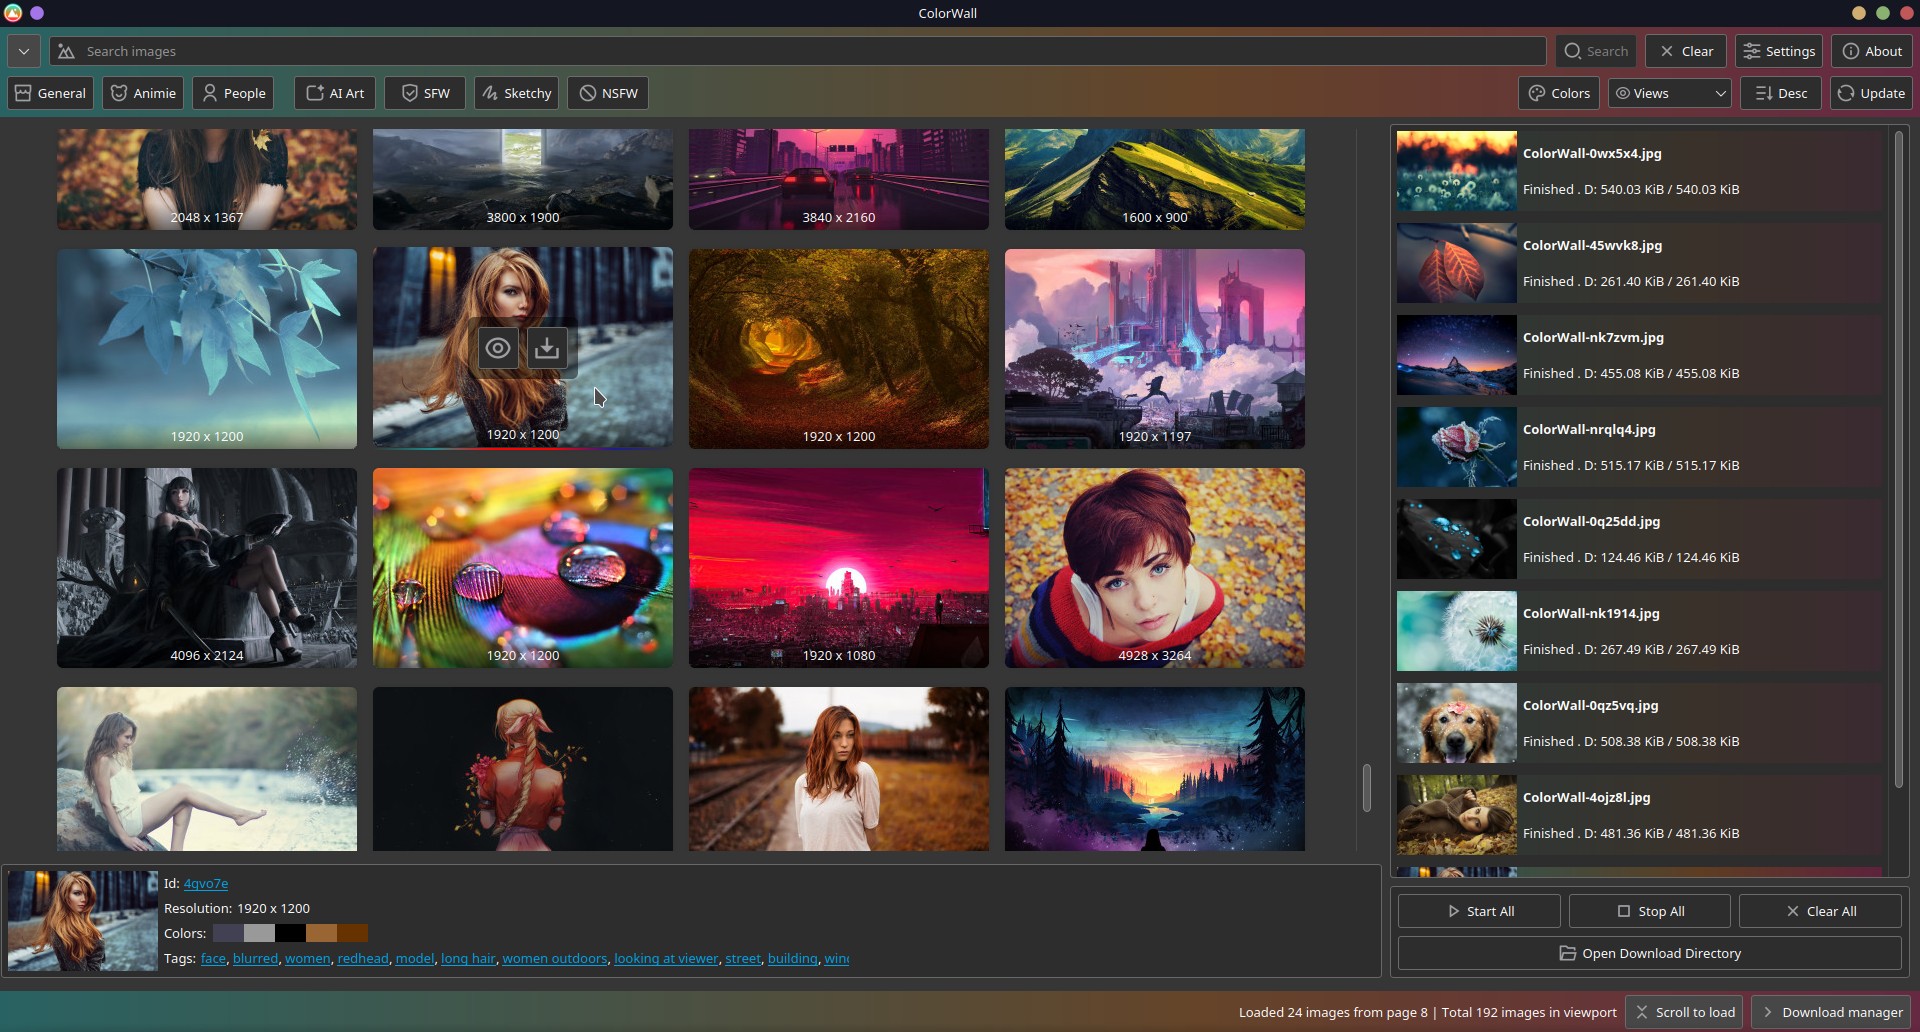 ColorWall
Search images
Search
Clear
Settings
About
General
Animie
People
AI Art
SFW
Sketchy
NSFW
Colors
Views
Desc
Update
2048 x 1367
3800 x 1900
3840 x 2160
1600 x 900
1920 x 1200
1920 x 1200
1920 x 1200
1920 x 1197
4096 x 2124
1920 x 1200
1920 x 1080
4928 x 3264
ColorWall-0wx5x4.jpg
Finished . D: 540.03 KiB / 540.03 KiB
ColorWall-45wvk8.jpg
Finished . D: 261.40 KiB / 261.40 KiB
ColorWall-nk7zvm.jpg
Finished . D: 455.08 KiB / 455.08 KiB
ColorWall-nrqlq4.jpg
Finished . D: 515.17 KiB / 515.17 KiB
ColorWall-0q25dd.jpg
Finished . D: 124.46 KiB / 124.46 KiB
ColorWall-nk1914.jpg
Finished . D: 267.49 KiB / 267.49 KiB
ColorWall-0qz5vq.jpg
Finished . D: 508.38 KiB / 508.38 KiB
ColorWall-4ojz8l.jpg
Finished . D: 481.36 KiB / 481.36 KiB
Id: 4gvo7e
Resolution: 1920 x 1200
Colors:
Tags: face, blurred, women, redhead, model, long hair, women outdoors, looking at viewer, street, building,
Start All
Stop All
Clear All
Open Download Directory
Loaded 24 images from page 8 | Total 192 images in viewport
Scroll to load
Download manager